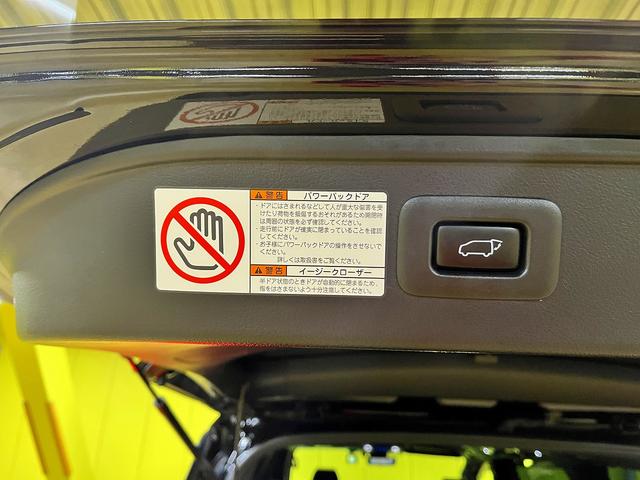 警告 パワーバックドア
・ドアにはさまれるなどして人が重大な傷害を受
けたり荷物を損傷するおそれがあるため開閉時
は周囲の状態を必ず確認してください。
・走行前にドアが確実に閉まっていることを確認
してください。
・お子様にパワーバックドアの操作をさせないで
ください。
詳しくは取扱書をご覧ください。
警告 イージークローザー
半ドア状態のときドアが自動的に閉まるため、
指をはさまないよう十分注意してください。